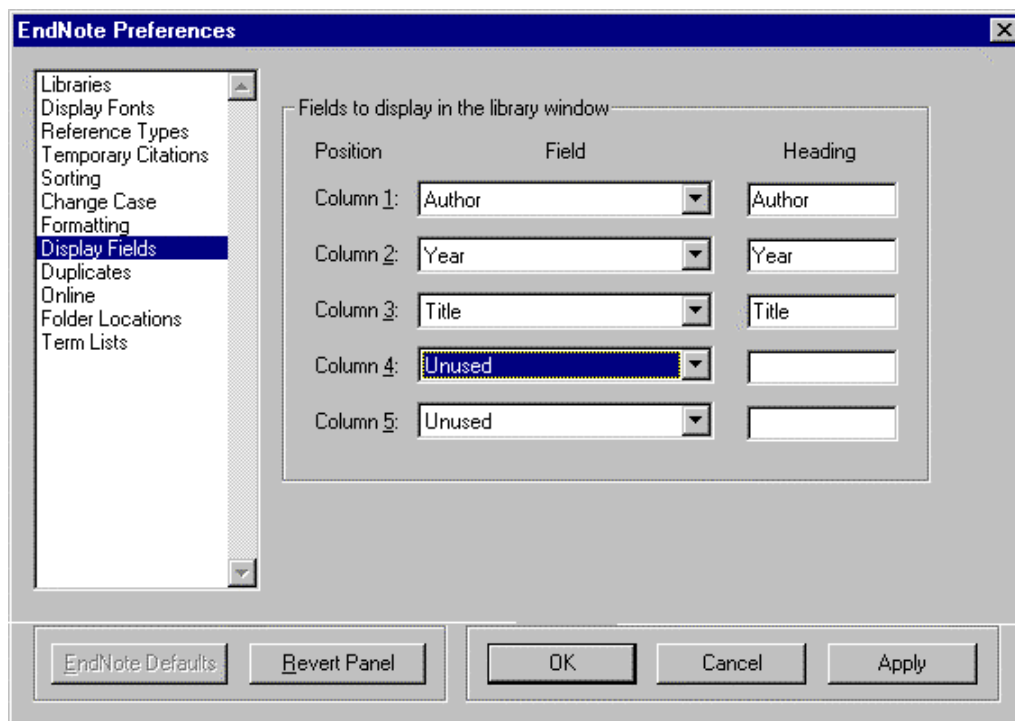 EndNote Preferences
Libraries
Display Fonts
Reference Types
Temporary Citations
Sorting
Change Case
Formatting
Display Fields
Duplicates
Online
Folder Locations
Term Lists
Fields to display in the library window
Position Field Heading
Column 1: Author Author
Column 2: Year Year
Column 3: Title Title
Column 4: Unused
Column 5: Unused
EndNote Defaults Revert Panel OK Cancel Apply